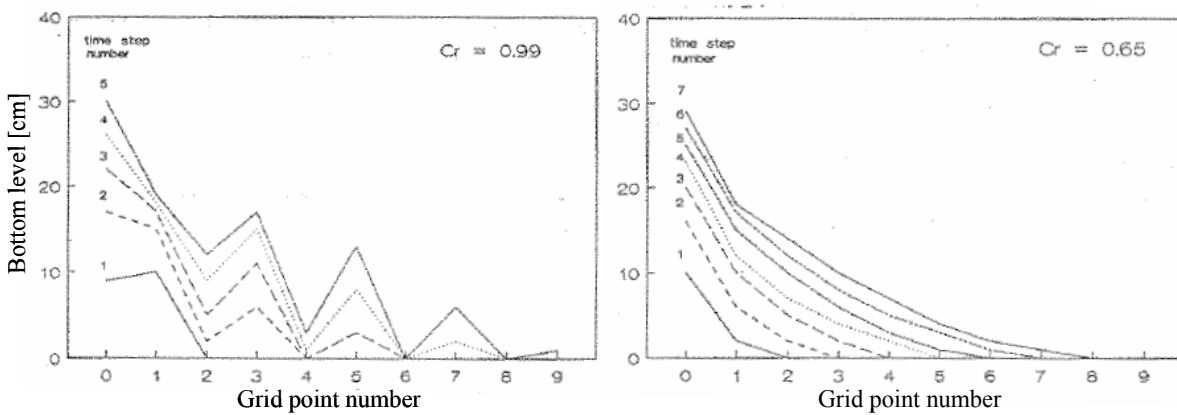 40
30
20
10
0
Bottom level [cm]
time step
number
5
4
3
2
1
Cr = 0.99
0 1 2 3 4 5 6 7 8 9
Grid point number
40
30
20
10
0
time step
number
7
6
5
4
3
2
1
Cr = 0.65
0 1 2 3 4 5 6 7 8 9
Grid point number